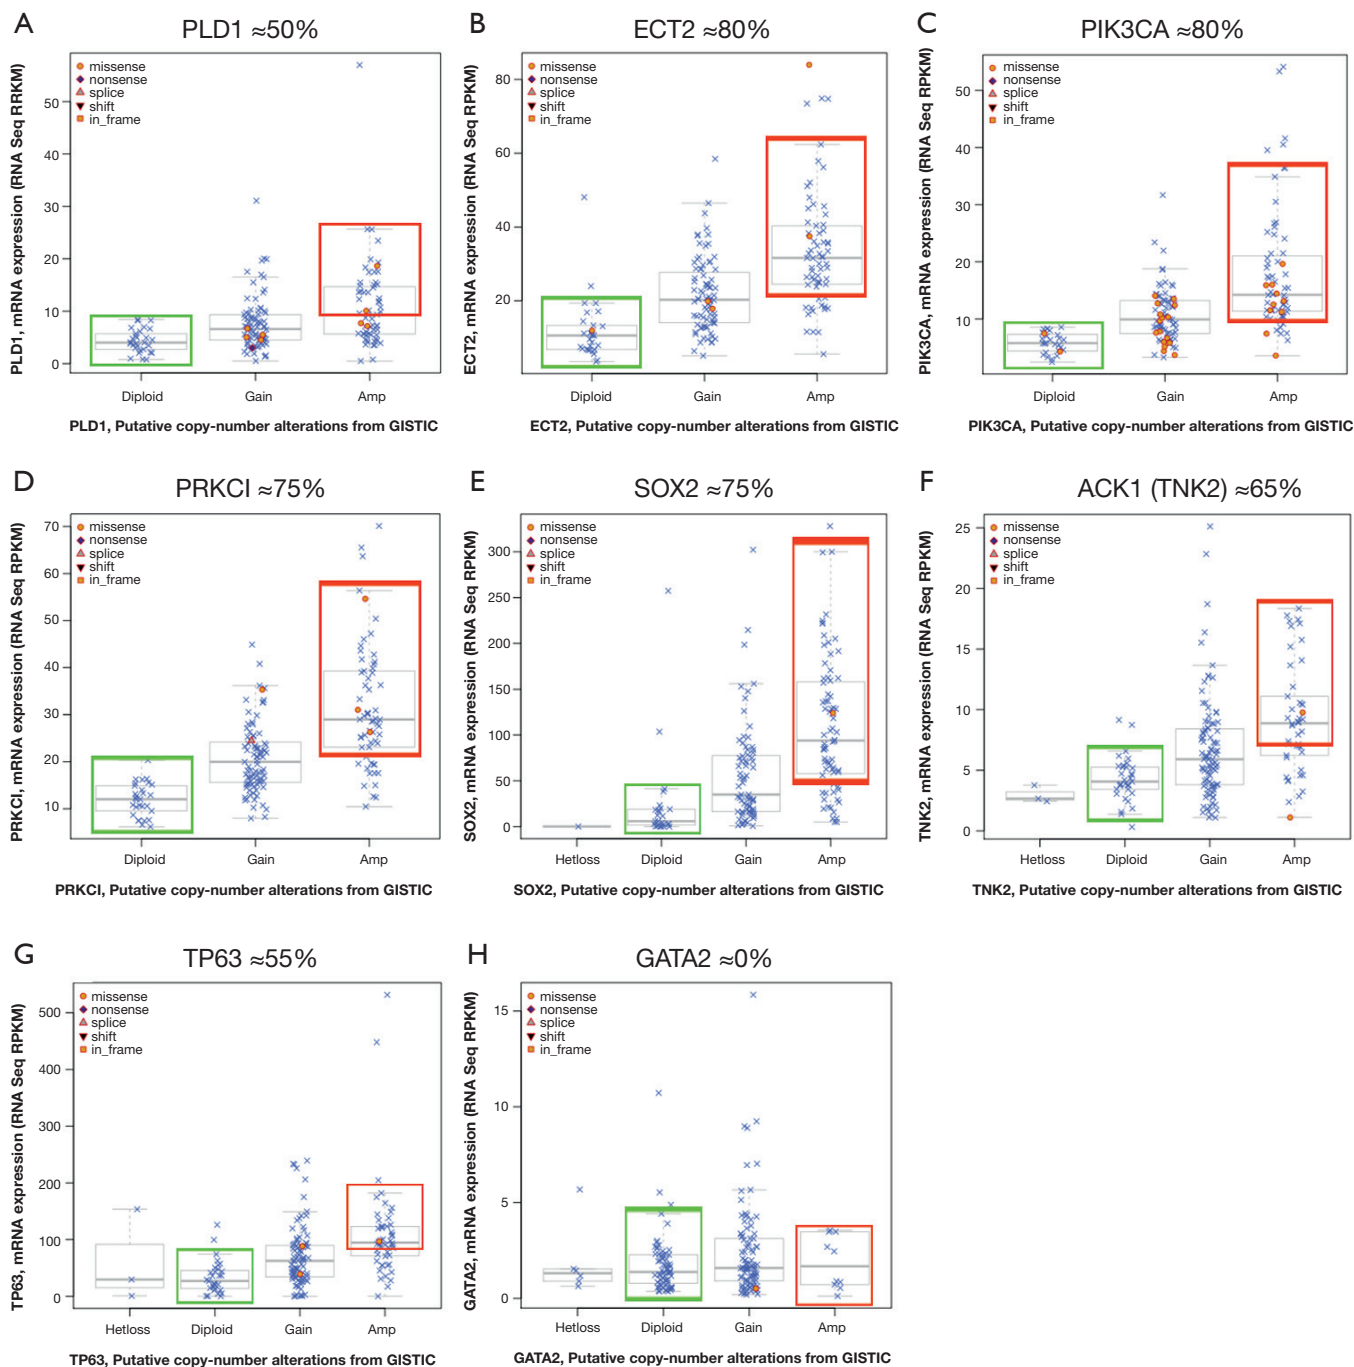 A
PLD1 ≈50%
missense
nonsense
splice
shift
in_frame
50
40
30
20
10
0
PLD1, mRNA expression (RNA Seq RRKM)
Diploid Gain Amp
PLD1, Putative copy-number alterations from GISTIC
B
ECT2 ≈80%
missense
nonsense
splice
shift
in_frame
80
60
40
20
ECT2, mRNA expression (RNA Seq RPKM)
Diploid Gain Amp
ECT2, Putative copy-number alterations from GISTIC
C
PIK3CA ≈80%
missense
nonsense
splice
shift
in_frame
50
40
30
20
10
PIK3CA, mRNA expression (RNA Seq RPKM)
Diploid Gain Amp
PIK3CA, Putative copy-number alterations from GISTIC
D
PRKCI ≈75%
missense
nonsense
splice
shift
in_frame
70
60
50
40
30
20
10
PRKCI, mRNA expression (RNA Seq RPKM)
Diploid Gain Amp
PRKCI, Putative copy-number alterations from GISTIC
E
SOX2 ≈75%
missense
nonsense
splice
shift
in_frame
300
250
200
150
100
50
0
SOX2, mRNA expression (RNA Seq RPKM)
Hetloss Diploid Gain Amp
SOX2, Putative copy-number alterations from GISTIC
F
ACK1 (TNK2) ≈65%
missense
nonsense
splice
shift
in_frame
25
20
15
10
5
0
TNK2, mRNA expression (RNA Seq RPKM)
Hetloss Diploid Gain Amp
TNK2, Putative copy-number alterations from GISTIC
G
TP63 ≈55%
missense
nonsense
splice
shift
in_frame
500
400
300
200
100
0
TP63, mRNA expression (RNA Seq RPKM)
Hetloss Diploid Gain Amp
TP63, Putative copy-number alterations from GISTIC
H
GATA2 ≈0%
missense
nonsense
splice
shift
in_frame
15
10
5
0
GATA2, mRNA expression (RNA Seq RPKM)
Hetloss Diploid Gain Amp
GATA2, Putative copy-number alterations from GISTIC